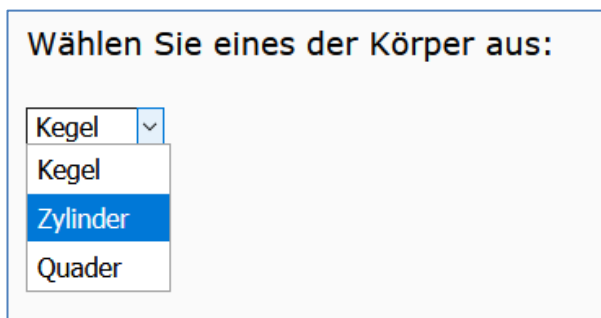 Wählen Sie eines der Körper aus:
Kegel
Kegel
Zylinder
Quader